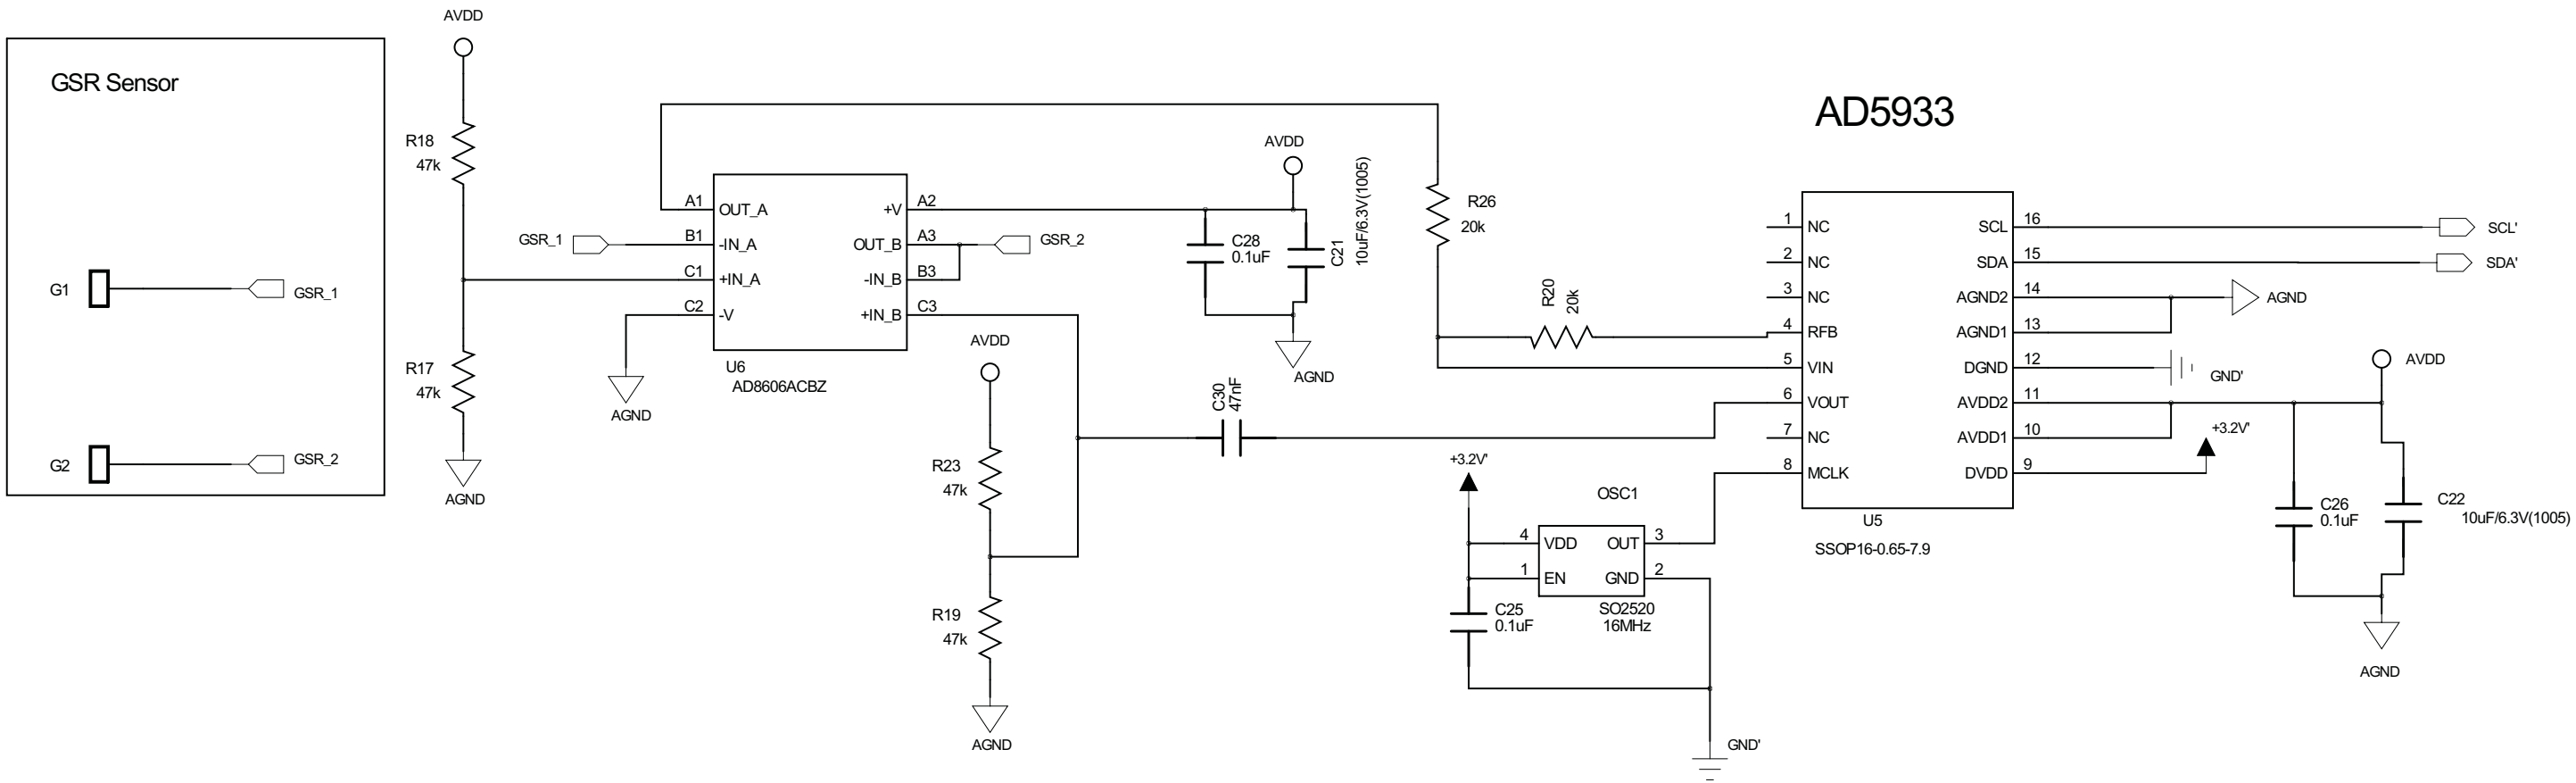 GSR Sensor
G1
GSR_1
G2
GSR_2
AVDD
R18
47k
R17
47k
AGND
GSR_1
A1
B1
C1
C2
OUT_A
-IN_A
+IN_A
-V
+V
OUT_B
-IN_B
+IN_B
A2
A3
B3
C3
U6
AD8606ACBZ
AGND
GSR_2
AVDD
C28
0.1uF
C21
10uF/6.3V(1005)
AGND
AVDD
R23
47k
R19
47k
AGND
C30
47nF
R26
20k
R20
20k
+3.2V'
OSC1
4
VDD
OUT
3
1
EN
GND
2
SO2520
16MHz
C25
0.1uF
GND'
AD5933
1
NC
SCL
16
SCL'
2
NC
SDA
15
SDA'
3
NC
AGND2
14
AGND
4
RFB
AGND1
13
5
VIN
DGND
12
GND'
6
VOUT
AVDD2
11
7
NC
AVDD1
10
8
MCLK
DVDD
9
U5
SSOP16-0.65-7.9
+3.2V'
AVDD
C26
0.1uF
C22
10uF/6.3V(1005)
AGND